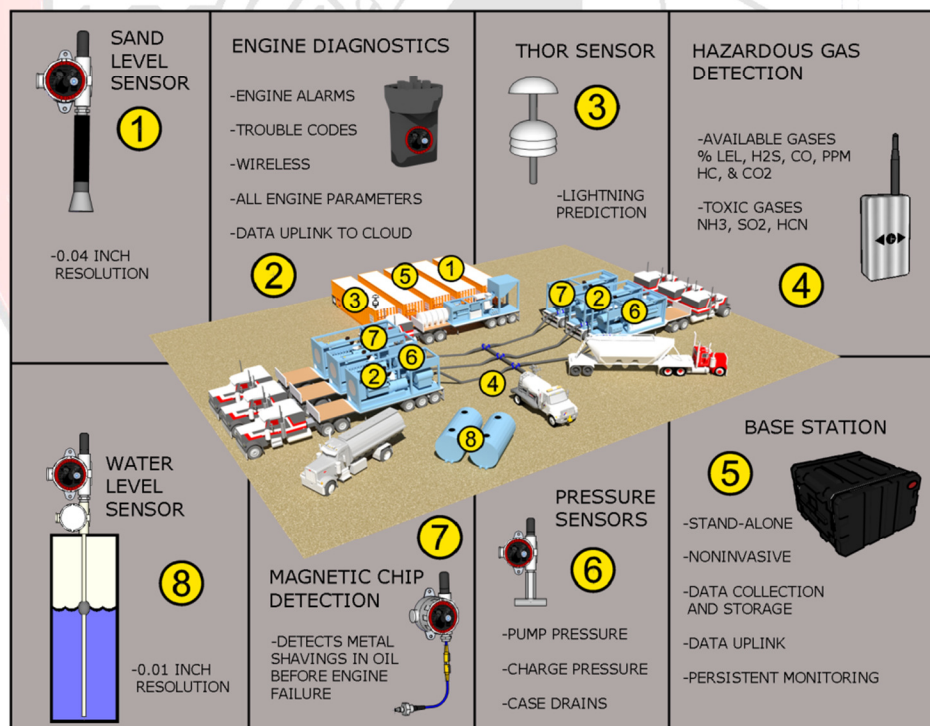 SAND
LEVEL
SENSOR
1
-0.04 INCH
RESOLUTION
ENGINE DIAGNOSTICS
-ENGINE ALARMS
-TROUBLE CODES
-WIRELESS
-ALL ENGINE PARAMETERS
-DATA UPLINK TO CLOUD
2
THOR SENSOR
3
-LIGHTNING
PREDICTION
HAZARDOUS GAS
DETECTION
-AVAILABLE GASES
% LEL, H2S, CO, PPM
HC, & CO2
-TOXIC GASES
NH3, SO2, HCN
4
1
5
3
7
2
6
7
6
2
4
8
WATER
LEVEL
SENSOR
8
-0.01 INCH
RESOLUTION
7
MAGNETIC CHIP
DETECTION
-DETECTS METAL
SHAVINGS IN OIL
BEFORE ENGINE
FAILURE
PRESSURE
SENSORS
6
-PUMP PRESSURE
-CHARGE PRESSURE
-CASE DRAINS
BASE STATION
5
-STAND-ALONE
-NONINVASIVE
-DATA COLLECTION
AND STORAGE
-DATA UPLINK
-PERSISTENT MONITORING